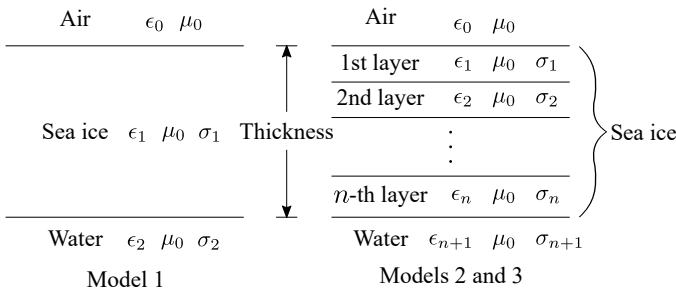 Air ϵ₀ μ₀
Sea ice ϵ₁ μ₀ σ₁
Water ϵ₂ μ₀ σ₂
Model 1
Thickness
Air ϵ₀ μ₀
1st layer ϵ₁ μ₀ σ₁
2nd layer ϵ₂ μ₀ σ₂
⋮
n-th layer ϵₙ μ₀ σₙ
Water ϵₙ₊₁ μ₀ σₙ₊₁
Models 2 and 3
Sea ice